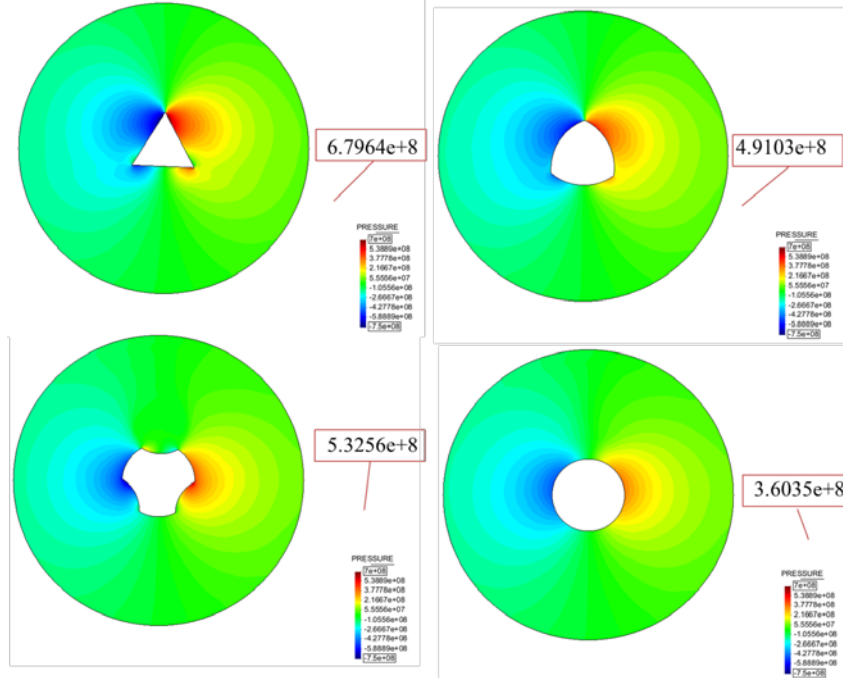 6.7964e+8
PRESSURE
7e+08
5.3889e+08
3.7778e+08
2.1667e+08
5.5556e+07
-1.0556e+08
-2.6667e+08
-4.2778e+08
-5.8889e+08
-7.5e+08
4.9103e+8
PRESSURE
7e+08
5.3889e+08
3.7778e+08
2.1667e+08
5.5556e+07
-1.0556e+08
-2.6667e+08
-4.2778e+08
-5.8889e+08
-7.5e+08
5.3256e+8
PRESSURE
7e+08
5.3889e+08
3.7778e+08
2.1667e+08
5.5556e+07
-1.0556e+08
-2.6667e+08
-4.2778e+08
-5.8889e+08
-7.5e+08
3.6035e+8
PRESSURE
7e+08
5.3889e+08
3.7778e+08
2.1667e+08
5.5556e+07
-1.0556e+08
-2.6667e+08
-4.2778e+08
-5.8889e+08
-7.5e+08